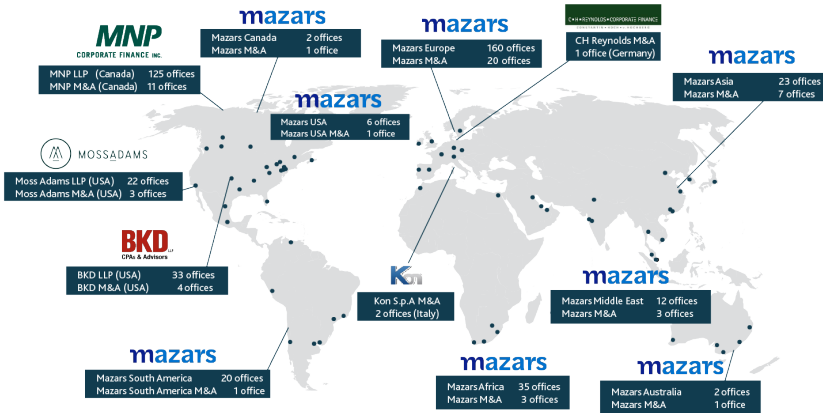 mazars
Mazars Canada 2 offices
Mazars M&A 1 office
MNP
CORPORATE FINANCE INC.
MNP LLP (Canada) 125 offices
MNP M&A (Canada) 11 offices
mazars
Mazars Europe 160 offices
Mazars M&A 20 offices
C·H·REYNOLDS·CORPORATE FINANCE
CH Reynolds M&A
1 office (Germany)
mazars
Mazars Asia 23 offices
Mazars M&A 7 offices
mazars
Mazars USA 6 offices
Mazars USA M&A 1 office
MOSSADAMS
Moss Adams LLP (USA) 22 offices
Moss Adams M&A (USA) 3 offices
BKD LLP
CPAs & Advisors
BKD LLP (USA) 33 offices
BKD M&A (USA) 4 offices
Kon
Kon S.p.A M&A
2 offices (Italy)
mazars
Mazars Middle East 12 offices
Mazars M&A 3 offices
mazars
Mazars South America 20 offices
Mazars South America M&A 1 office
mazars
Mazars Africa 35 offices
Mazars M&A 3 offices
mazars
Mazars Australia 2 offices
Mazars M&A 1 office